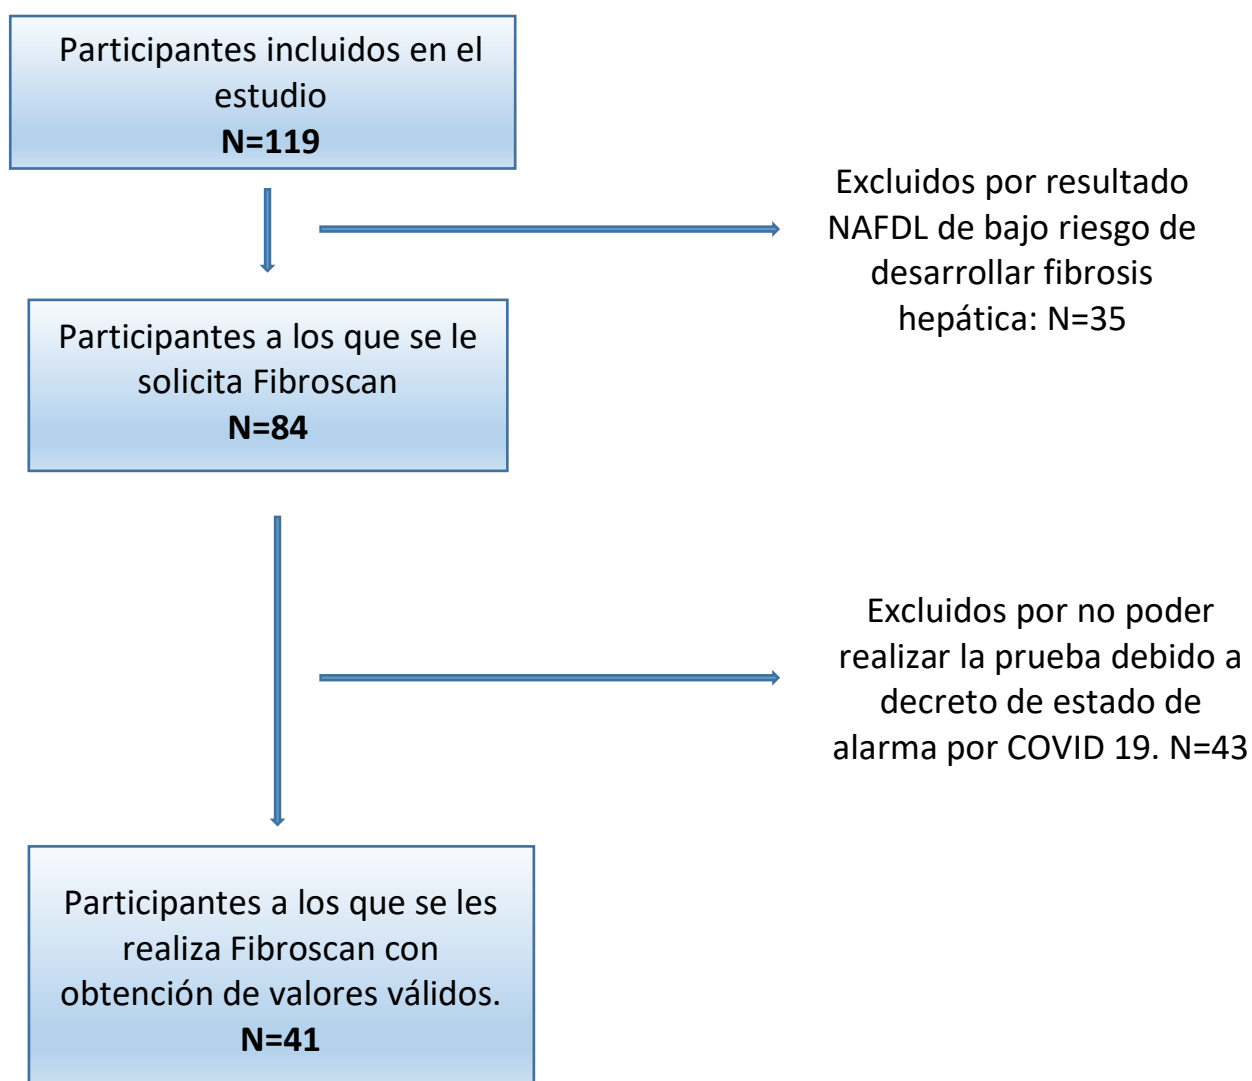 Participantes incluidos en el
estudio
N=119
Excluidos por resultado
NAFDL de bajo riesgo de
desarrollar fibrosis
hepática: N=35
Participantes a los que se le
solicita Fibroscan
N=84
Excluidos por no poder
realizar la prueba debido a
decreto de estado de
alarma por COVID 19. N=43
Participantes a los que se les
realiza Fibroscan con
obtención de valores válidos.
N=41